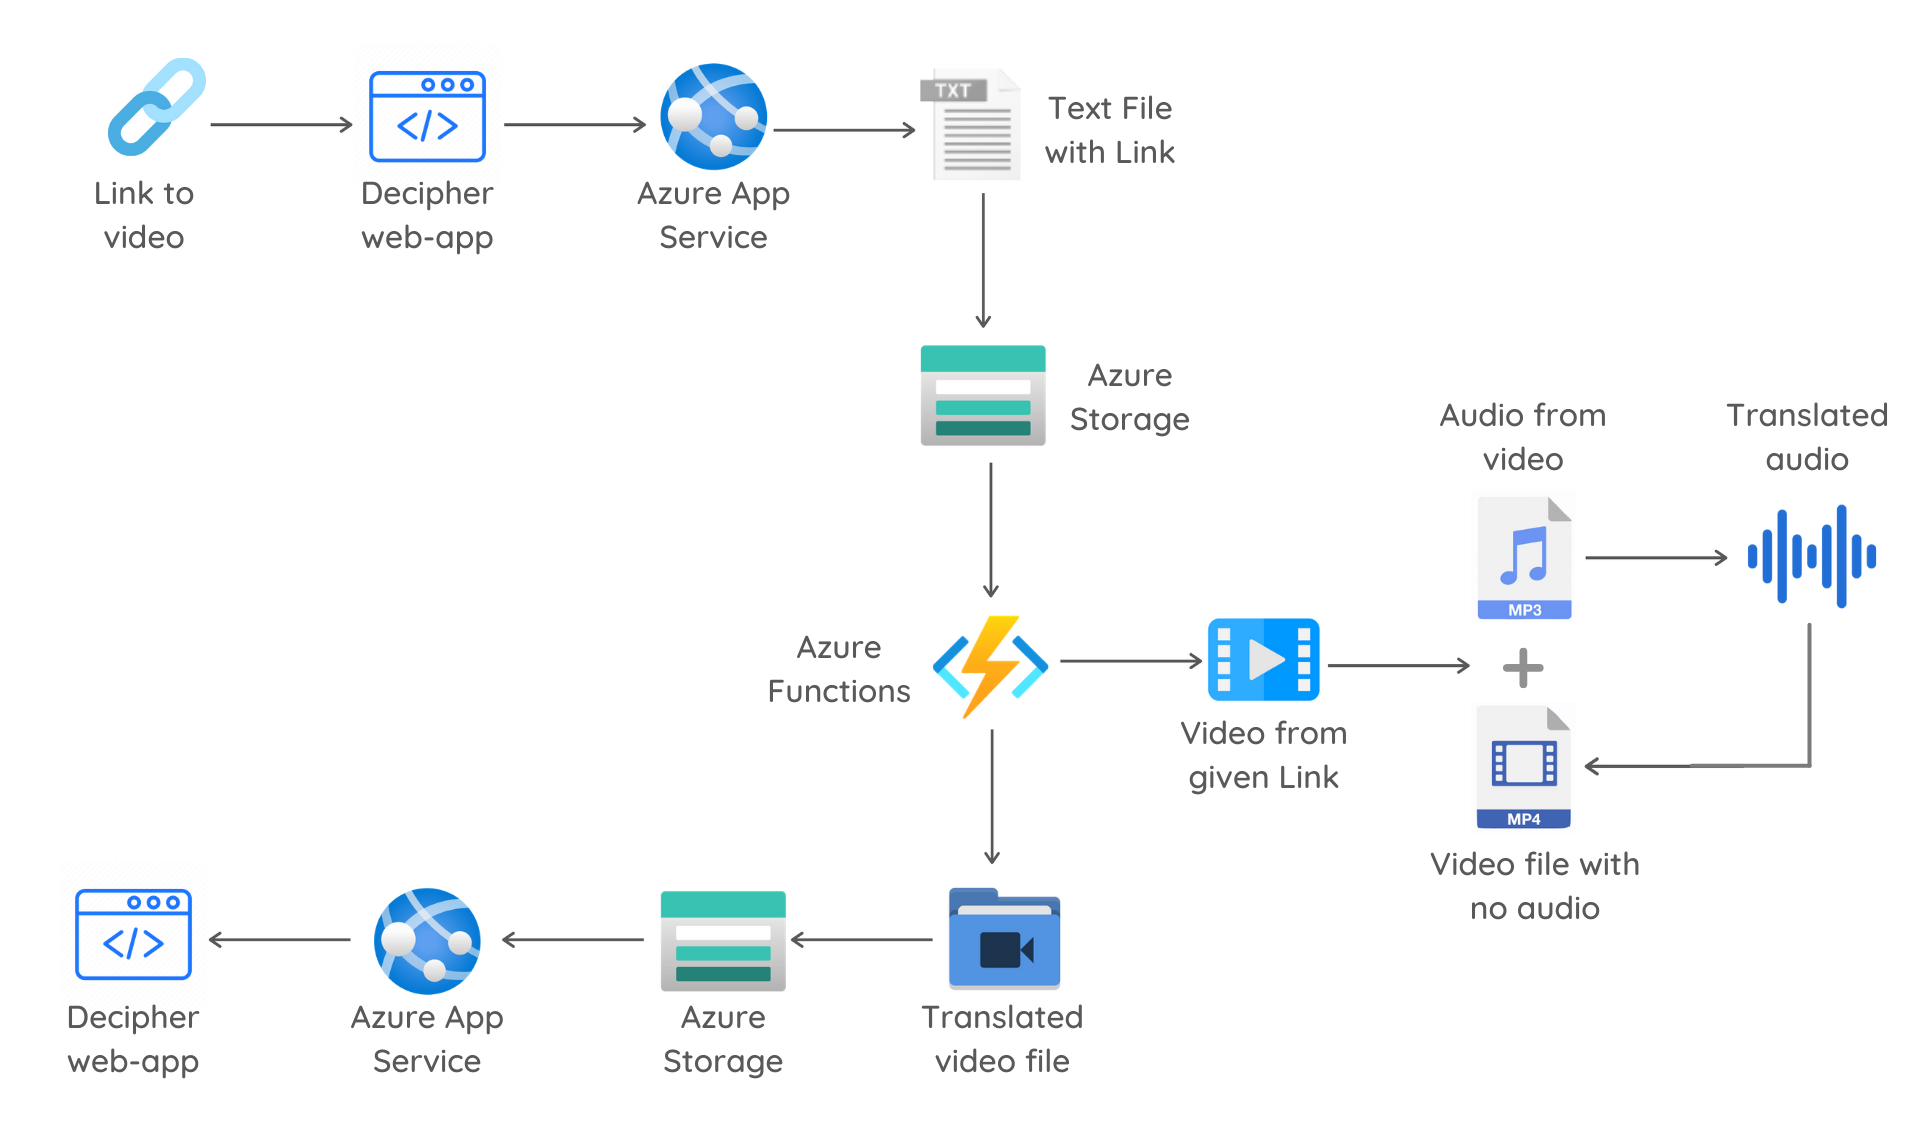 Link to
video
</>
Decipher
web-app
Azure App
Service
TXT
Text File
with Link
Azure
Storage
Audio from
video
MP3
Translated
audio
Azure
Functions
Video from
given Link
+
MP4
Video file with
no audio
</>
Decipher
web-app
Azure App
Service
Azure
Storage
Translated
video file